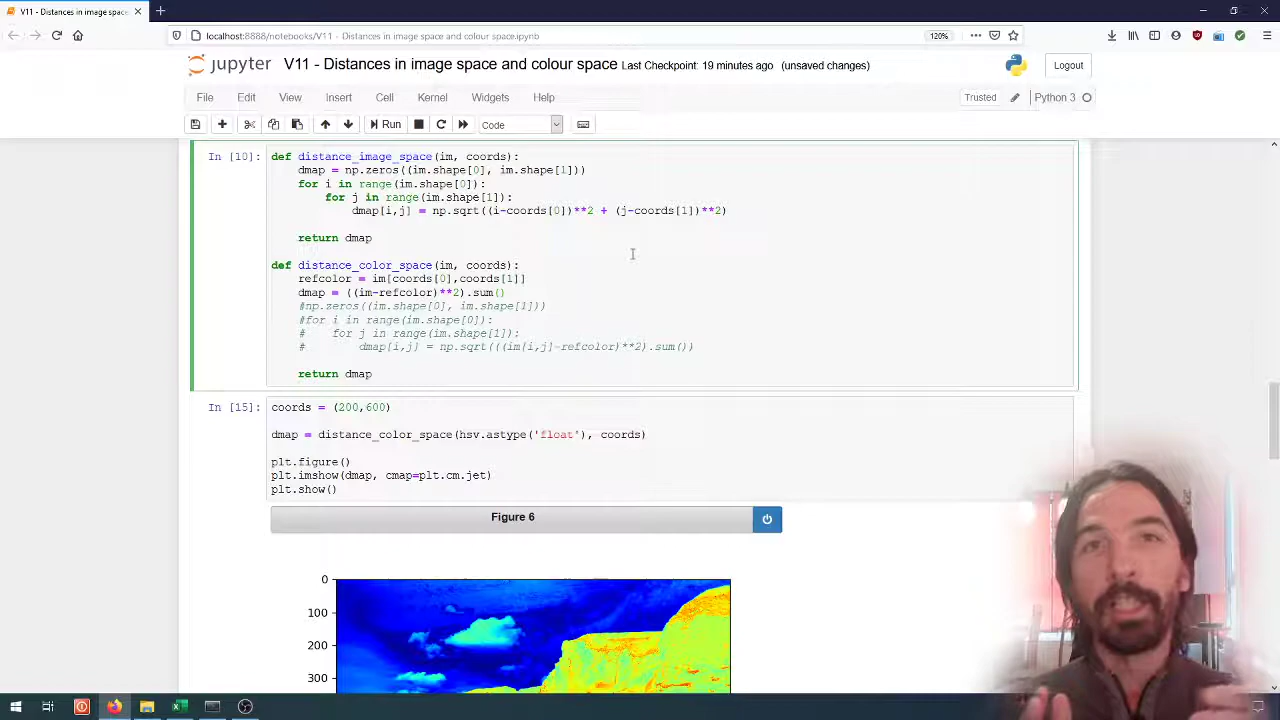 V11 - Distances in image space
localhost:8888/notebooks/V11 - Distances in image space and colour space.ipynb
120%
jupyter V11 - Distances in image space and colour space Last Checkpoint: 19 minutes ago (unsaved changes)
Logout
File Edit View Insert Cell Kernel Widgets Help
Trusted
Python 3
Run
Code
In [10]:
def distance_image_space(im, coords):
dmap = np.zeros((im.shape[0], im.shape[1]))
for i in range(im.shape[0]):
for j in range(im.shape[1]):
dmap[i,j] = np.sqrt((i-coords[0])**2 + (j-coords[1])**2)
return dmap
def distance_color_space(im, coords):
refcolor = im[coords[0],coords[1]]
dmap = ((im-refcolor)**2).sum()
#np.zeros((im.shape[0], im.shape[1]))
#for i in range(im.shape[0]):
# for j in range(im.shape[1]):
# dmap[i,j] = np.sqrt(((im[i,j]-refcolor)**2).sum())
return dmap
In [15]:
coords = (200,600)
dmap = distance_color_space(hsv.astype('float'), coords)
plt.figure()
plt.imshow(dmap, cmap=plt.cm.jet)
plt.show()
Figure 6
0
100
200
300